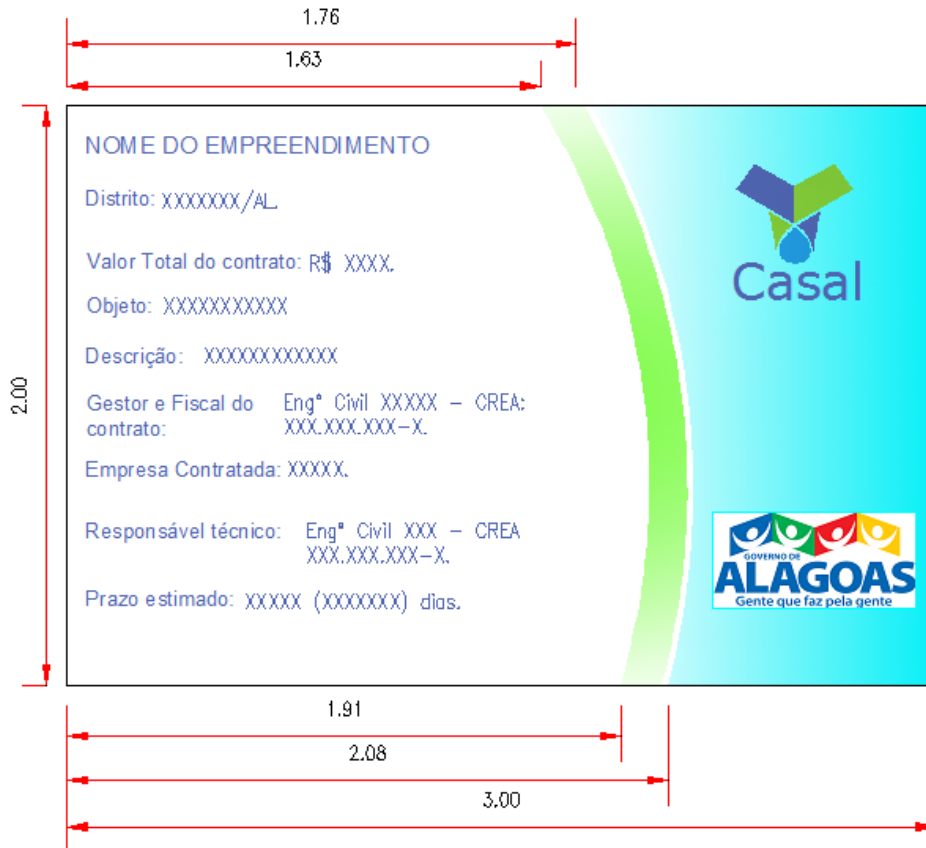 1.76
1.63
NOME DO EMPREENDIMENTO
Distrito: XXXXXXX/AL.
Valor Total do contrato: R$ XXXX.
Objeto: XXXXXXXXXXX
Descrição: XXXXXXXXXXXX
Gestor e Fiscal do contrato: Engº Civil XXXXX – CREA:
XXX.XXX.XXX–X.
Empresa Contratada: XXXXX.
Responsável técnico: Engº Civil XXX – CREA
XXX.XXX.XXX–X.
Prazo estimado: XXXXX (XXXXXXX) dias.
Casal
GOVERNO DE
ALAGOAS
Gente que faz pela gente
2.00
1.91
2.08
3.00